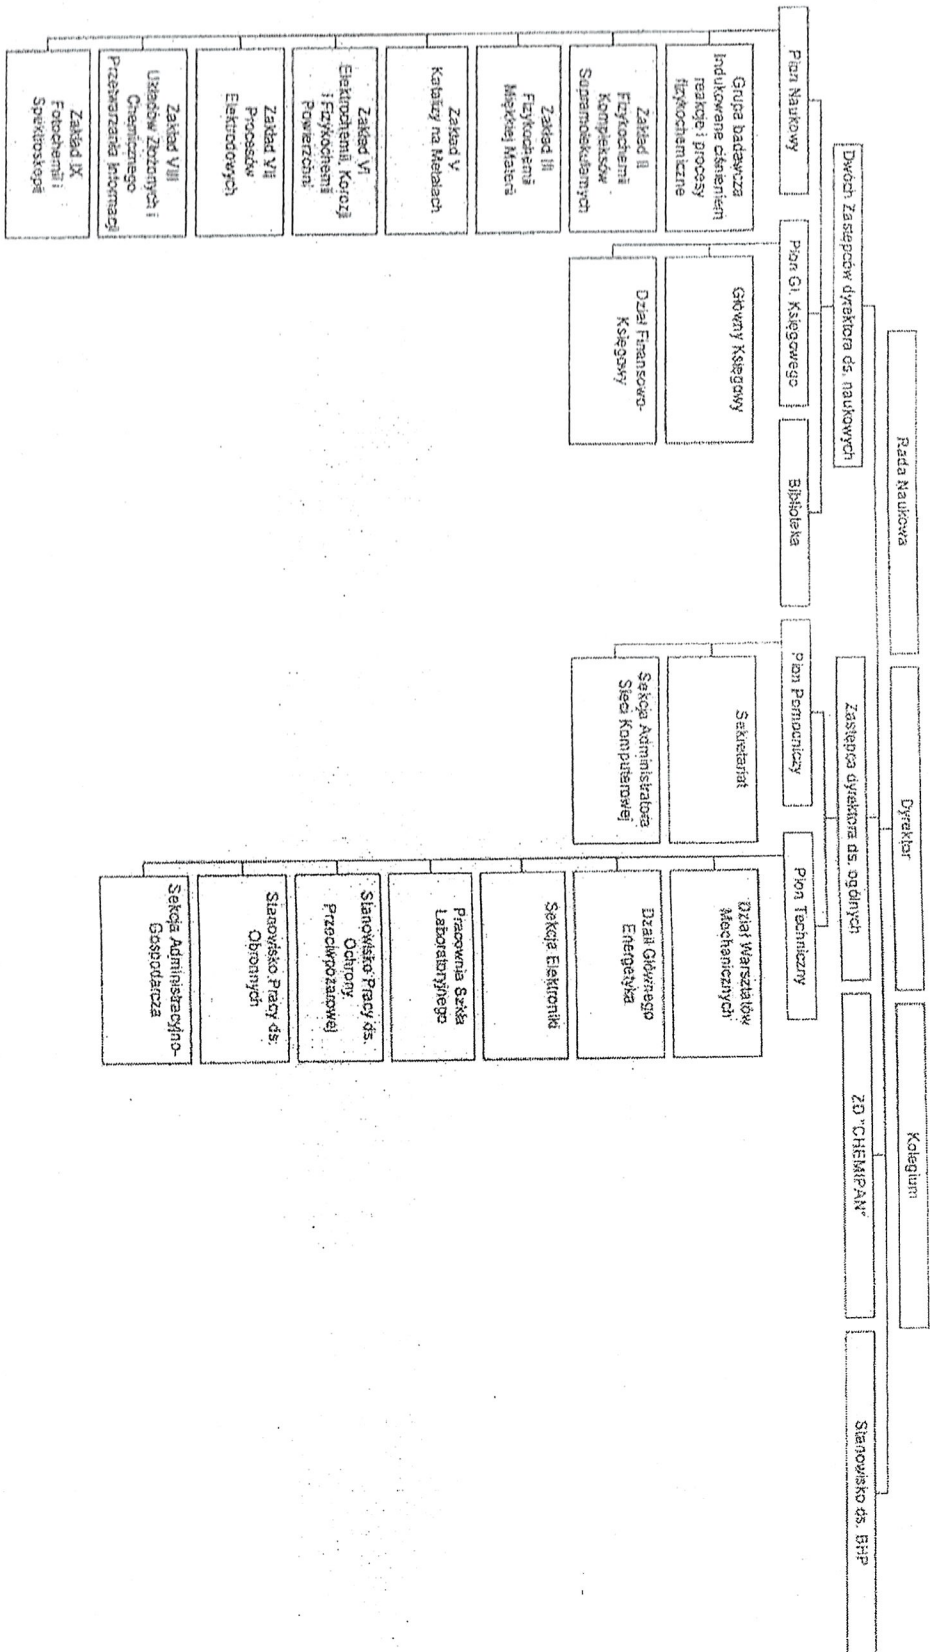 Rada Naukowa
Dyrektor
Kolegium
Dwóch Zastępców dyrektora ds. naukowych
Zastępca dyrektora ds. ogólnych
ZD "CHEMIPAN"
Stanowisko ds. BHP
Pion Naukowy
Pion Gł. Księgowego
Biblioteka
Pion Pomocniczy
Pion Techniczny
Grupa badawcza
Indukowane ciśnieniem
reakcje i procesy
fizykochemiczne
Zakład II
Fizykochemii
Kompleksów
Supramolekularnych
Zakład III
Fizykochemii
Miękkiej Materii
Zakład V
Katalizy na Metalach
Zakład VI
Elektrochemii, Korozji
i Fizykochemii
Powierzchni
Zakład VII
Procesów
Elektrodowych
Zakład VIII
Układów Złożonych i
Chemicznego
Przetwarzania Informacji
Zakład IX
Fotochemii i
Spektroskopii
Główny Księgowy
Dział Finansowo-
Księgowy
Sekretariat
Sekcja Administratora
Sieci Komputerowej
Dział Warsztatów
Mechanicznych
Dzail Głównego
Energetyka
Sekcja Elektroniki
Pracownia Szkła
Laboratoryjnego
Stanowisko Pracy ds.
Ochrony
Przeciwpożarowej
Stanowisko Pracy ds.
Obronnych
Sekcja Administracyjno-
Gospodarcza